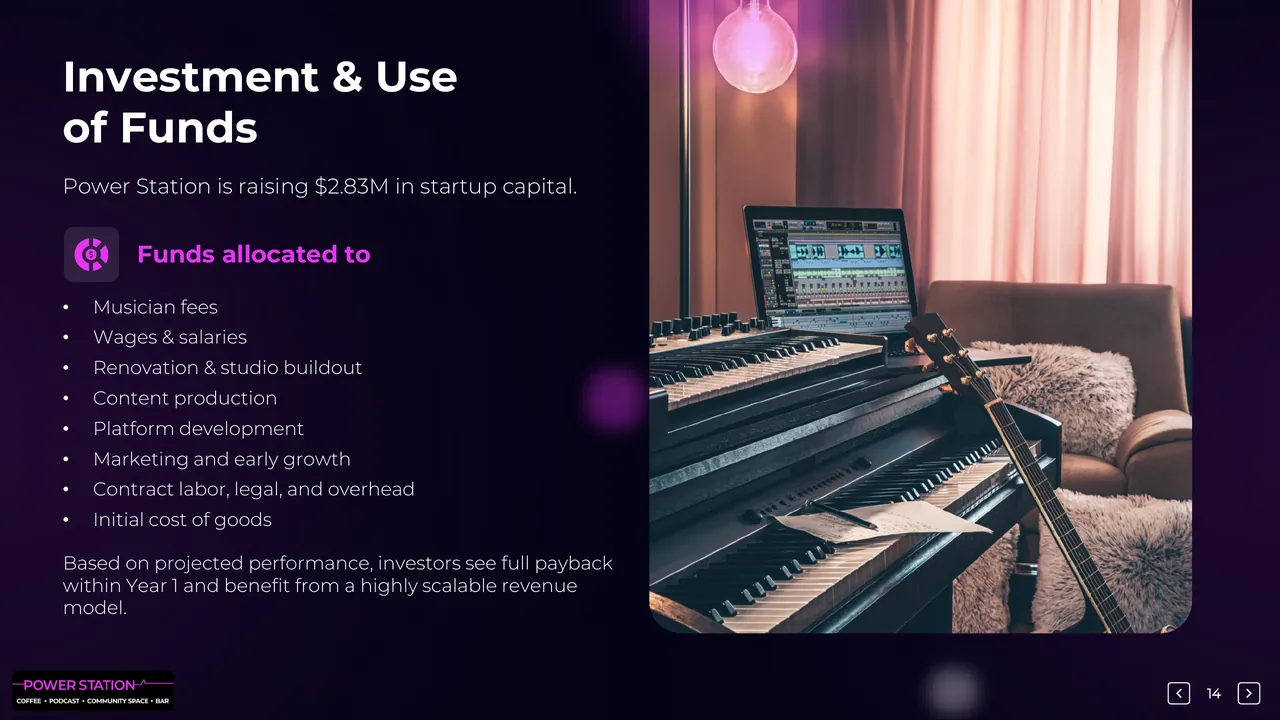 Investment & Use
of Funds
Power Station is raising $2.83M in startup capital.
Funds allocated to
• Musician fees
• Wages & salaries
• Renovation & studio buildout
• Content production
• Platform development
• Marketing and early growth
• Contract labor, legal, and overhead
• Initial cost of goods
Based on projected performance, investors see full payback
within Year 1 and benefit from a highly scalable revenue
model.
POWER STATION
COFFEE • PODCAST • COMMUNITY SPACE • BAR
14